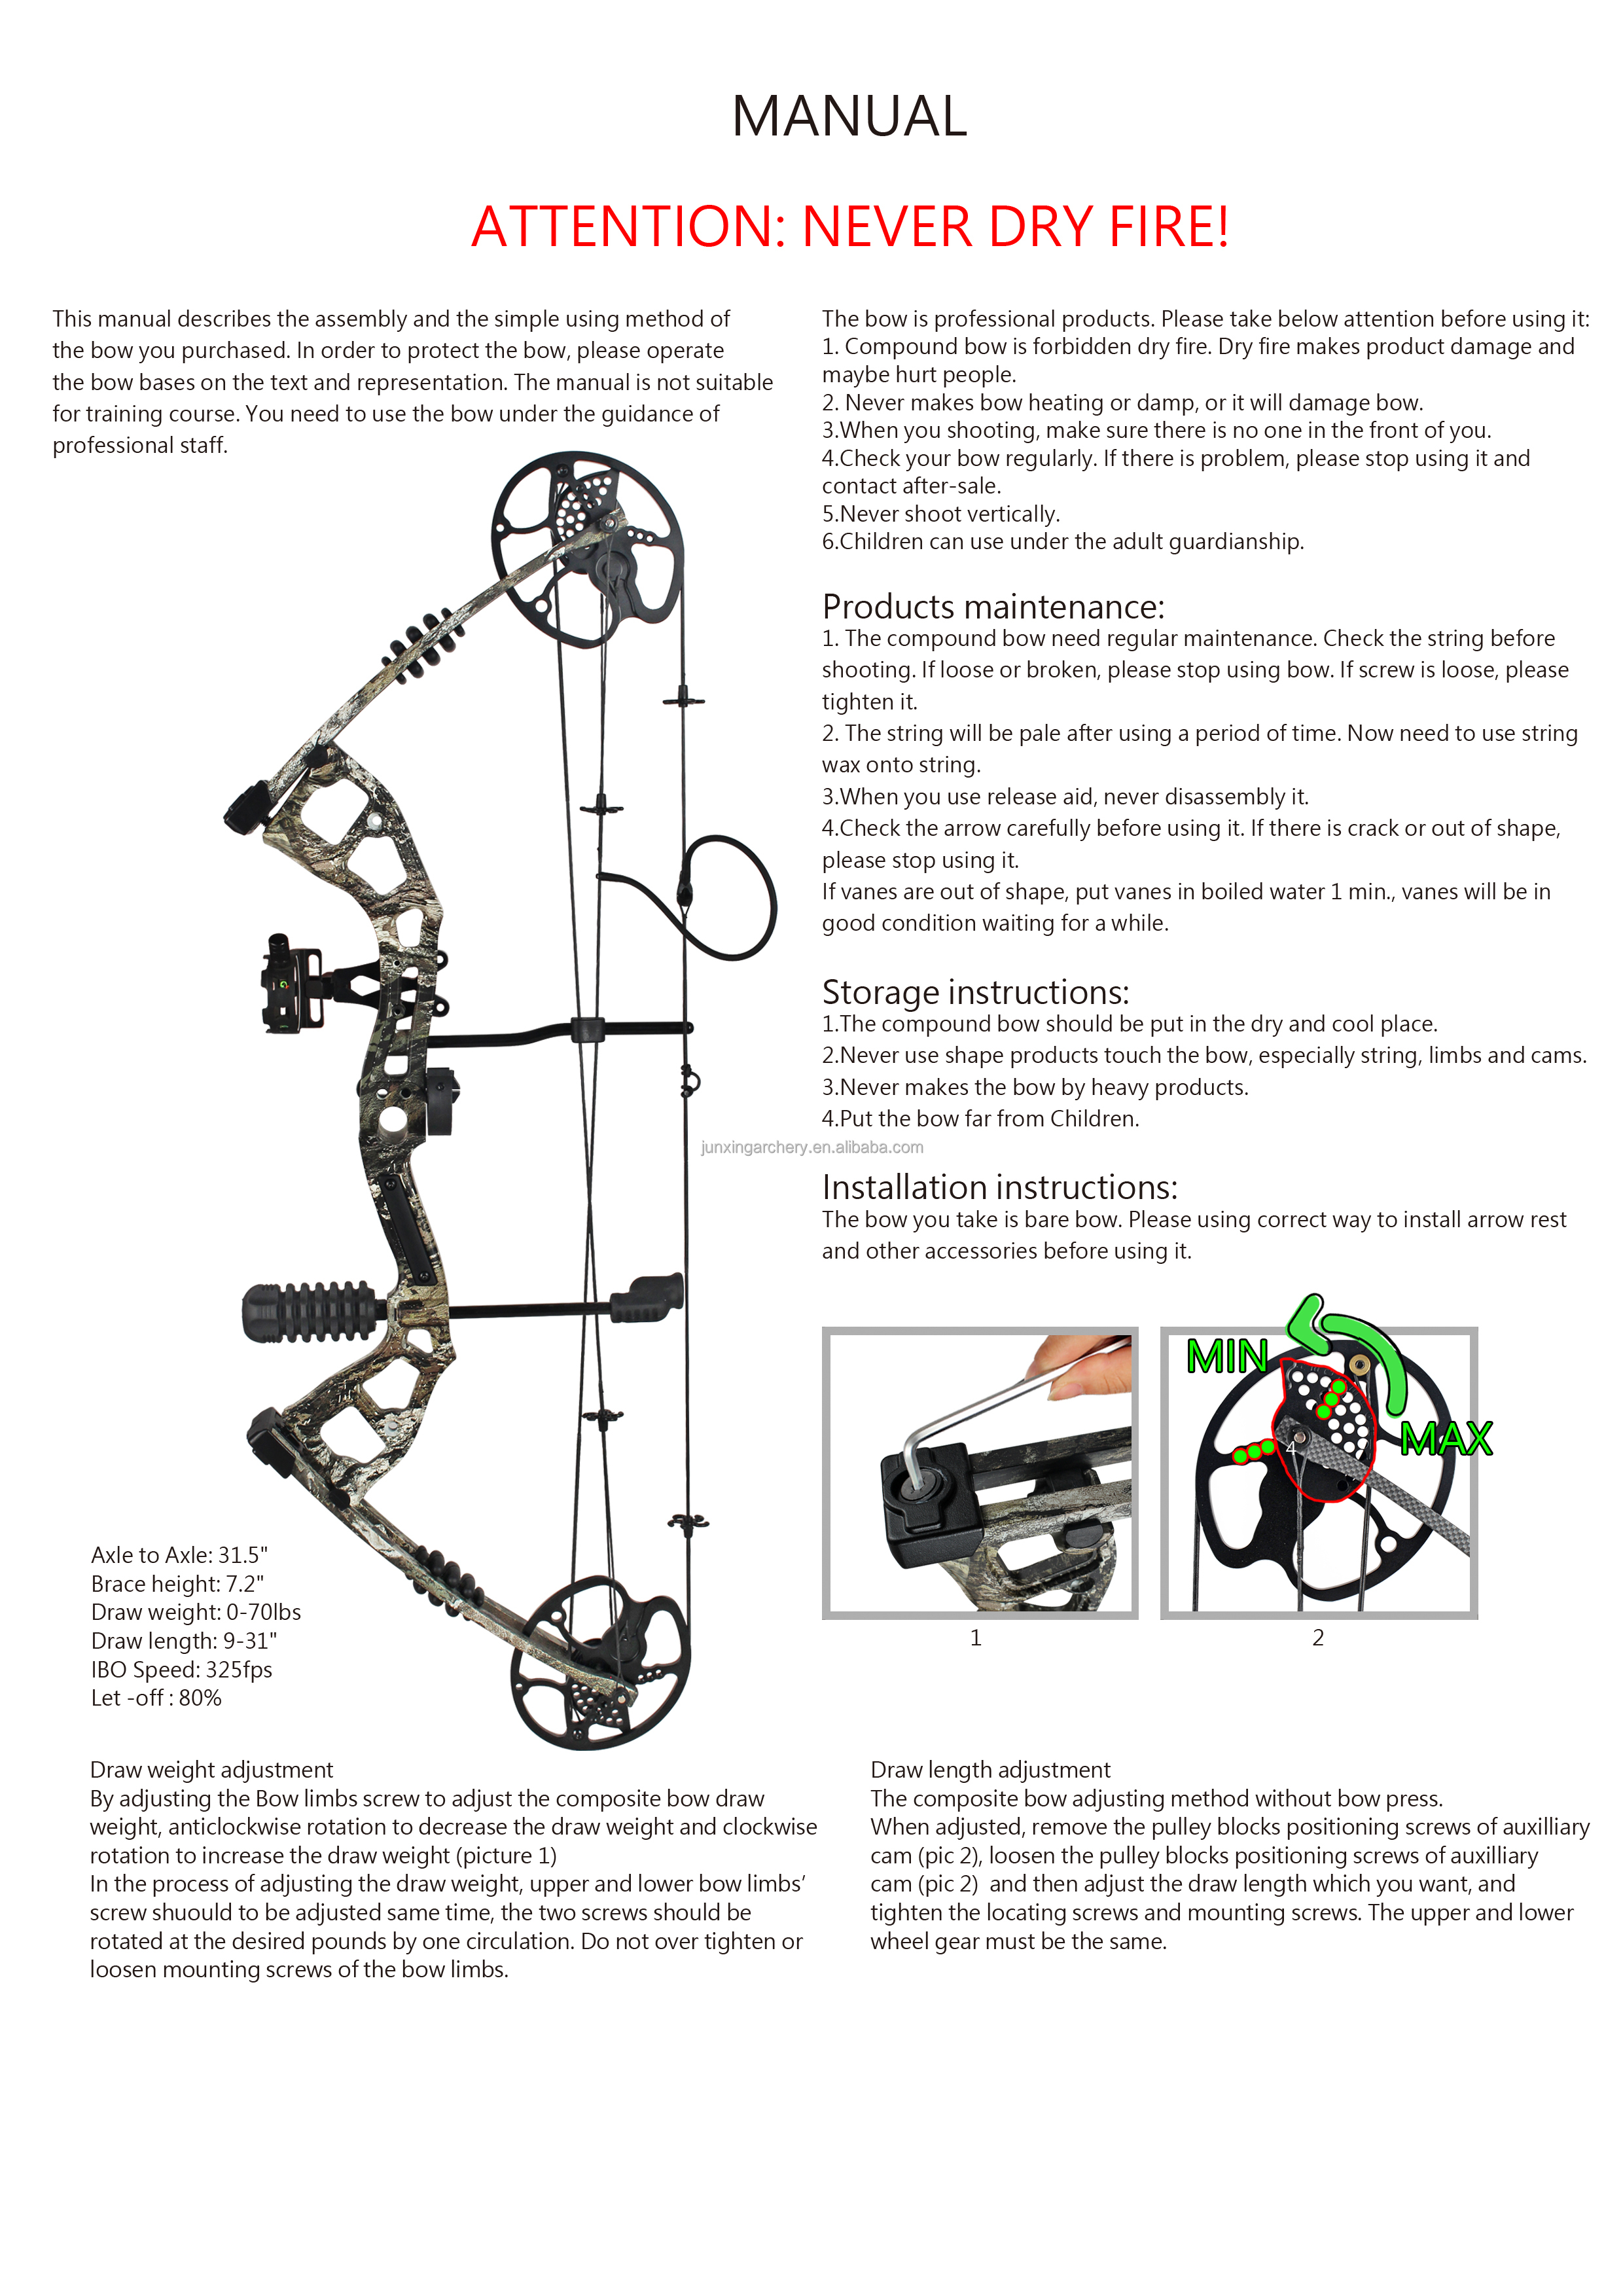 MANUAL
ATTENTION: NEVER DRY FIRE!
This manual describes the assembly and the simple using method of
the bow you purchased. In order to protect the bow, please operate
the bow bases on the text and representation. The manual is not suitable
for training course. You need to use the bow under the guidance of
professional staff.
The bow is professional products. Please take below attention before using it:
1. Compound bow is forbidden dry fire. Dry fire makes product damage and
maybe hurt people.
2. Never makes bow heating or damp, or it will damage bow.
3.When you shooting, make sure there is no one in the front of you.
4.Check your bow regularly. If there is problem, please stop using it and
contact after-sale.
5.Never shoot vertically.
6.Children can use under the adult guardianship.
Products maintenance:
1. The compound bow need regular maintenance. Check the string before
shooting. If loose or broken, please stop using bow. If screw is loose, please
tighten it.
2. The string will be pale after using a period of time. Now need to use string
wax onto string.
3.When you use release aid, never disassembly it.
4.Check the arrow carefully before using it. If there is crack or out of shape,
please stop using it.
If vanes are out of shape, put vanes in boiled water 1 min., vanes will be in
good condition waiting for a while.
Storage instructions:
1.The compound bow should be put in the dry and cool place.
2.Never use shape products touch the bow, especially string, limbs and cams.
3.Never makes the bow by heavy products.
4.Put the bow far from Children.
junxingarchery.en.alibaba.com
Installation instructions:
The bow you take is bare bow. Please using correct way to install arrow rest
and other accessories before using it.
MIN
MAX
4
1
2
Axle to Axle: 31.5"
Brace height: 7.2"
Draw weight: 0-70lbs
Draw length: 9-31"
IBO Speed: 325fps
Let -off : 80%
Draw weight adjustment
By adjusting the Bow limbs screw to adjust the composite bow draw
weight, anticlockwise rotation to decrease the draw weight and clockwise
rotation to increase the draw weight (picture 1)
In the process of adjusting the draw weight, upper and lower bow limbs’
screw shuould to be adjusted same time, the two screws should be
rotated at the desired pounds by one circulation. Do not over tighten or
loosen mounting screws of the bow limbs.
Draw length adjustment
The composite bow adjusting method without bow press.
When adjusted, remove the pulley blocks positioning screws of auxilliary
cam (pic 2), loosen the pulley blocks positioning screws of auxilliary
cam (pic 2)  and then adjust the draw length which you want, and
tighten the locating screws and mounting screws. The upper and lower
wheel gear must be the same.